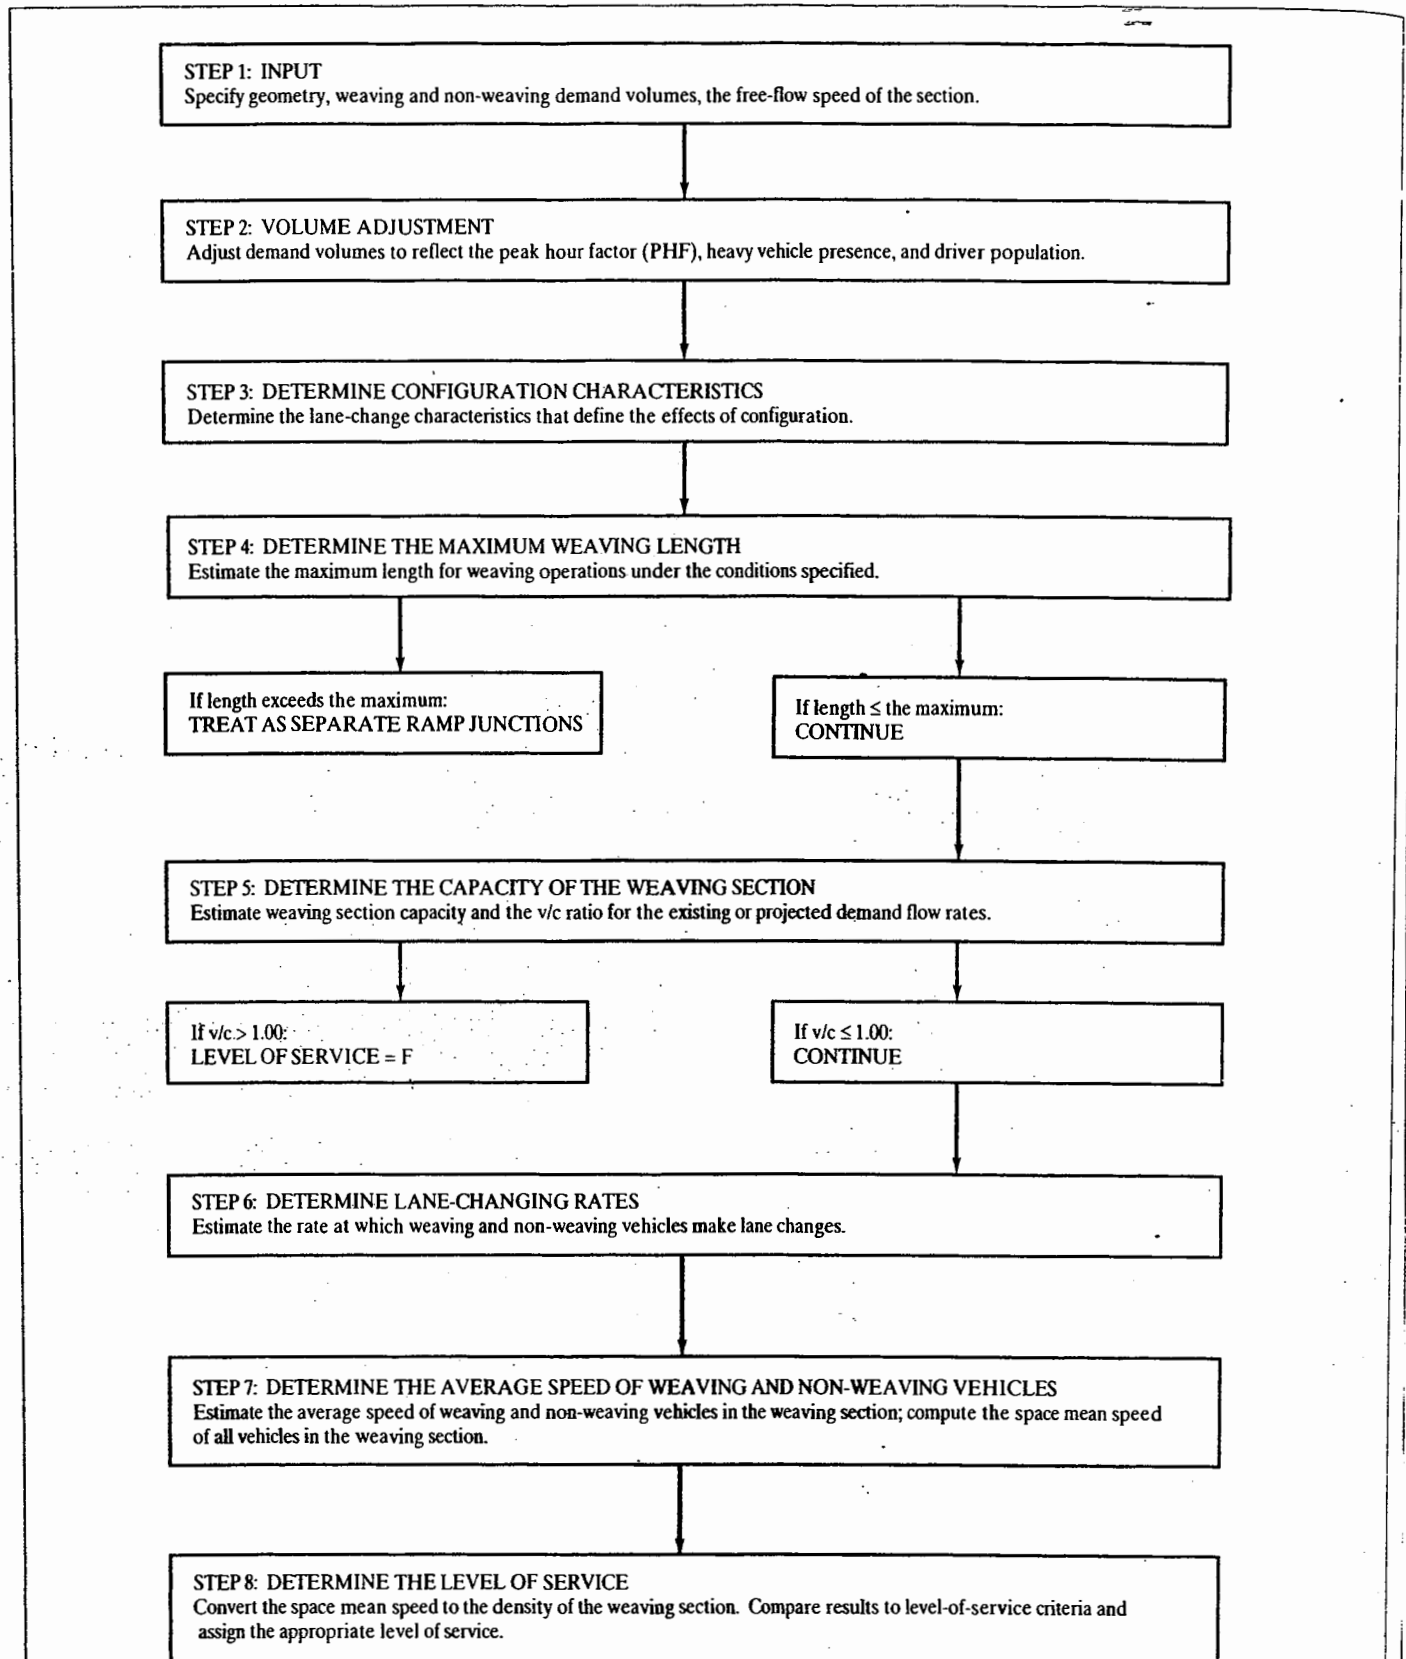 STEP 1: INPUT
Specify geometry, weaving and non-weaving demand volumes, the free-flow speed of the section.
STEP 2: VOLUME ADJUSTMENT
Adjust demand volumes to reflect the peak hour factor (PHF), heavy vehicle presence, and driver population.
STEP 3: DETERMINE CONFIGURATION CHARACTERISTICS
Determine the lane-change characteristics that define the effects of configuration.
STEP 4: DETERMINE THE MAXIMUM WEAVING LENGTH
Estimate the maximum length for weaving operations under the conditions specified.
If length exceeds the maximum:
TREAT AS SEPARATE RAMP JUNCTIONS
If length ≤ the maximum:
CONTINUE
STEP 5: DETERMINE THE CAPACITY OF THE WEAVING SECTION
Estimate weaving section capacity and the v/c ratio for the existing or projected demand flow rates.
If v/c > 1.00:
LEVEL OF SERVICE = F
If v/c ≤ 1.00:
CONTINUE
STEP 6: DETERMINE LANE-CHANGING RATES
Estimate the rate at which weaving and non-weaving vehicles make lane changes.
STEP 7: DETERMINE THE AVERAGE SPEED OF WEAVING AND NON-WEAVING VEHICLES
Estimate the average speed of weaving and non-weaving vehicles in the weaving section; compute the space mean speed
of all vehicles in the weaving section.
STEP 8: DETERMINE THE LEVEL OF SERVICE
Convert the space mean speed to the density of the weaving section. Compare results to level-of-service criteria and
assign the appropriate level of service.